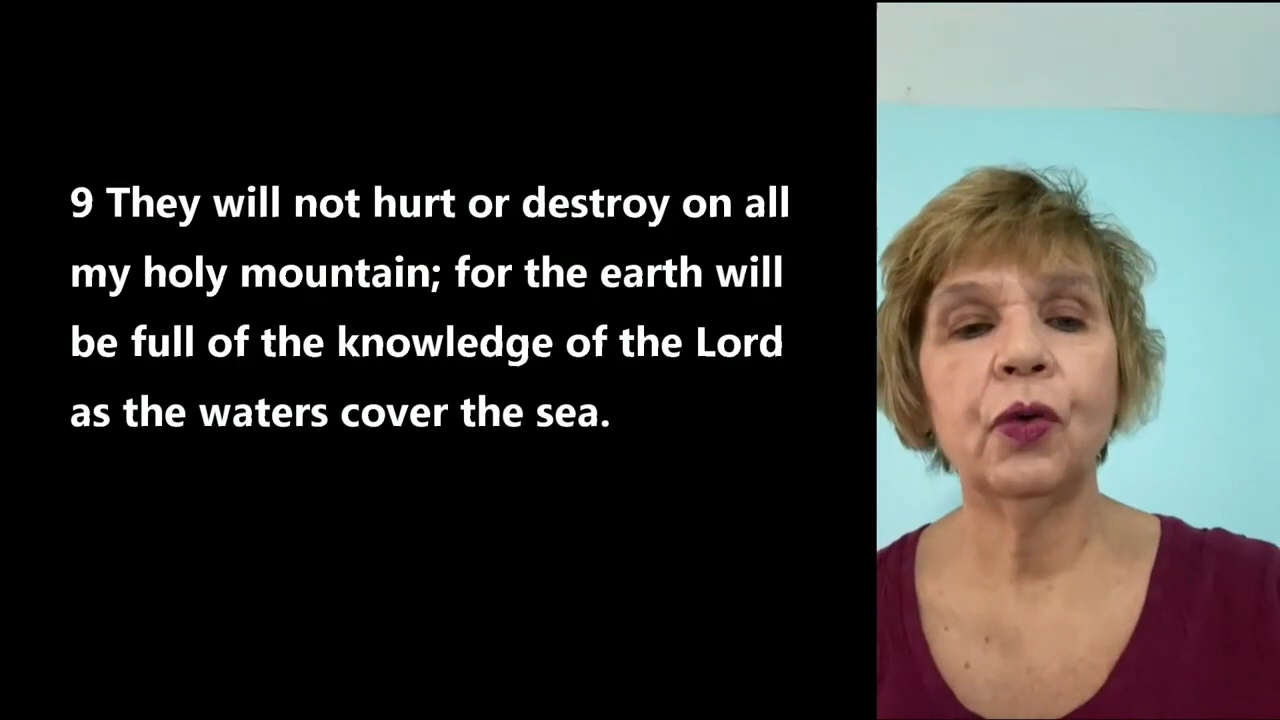 9 They will not hurt or destroy on all
my holy mountain; for the earth will
be full of the knowledge of the Lord
as the waters cover the sea.